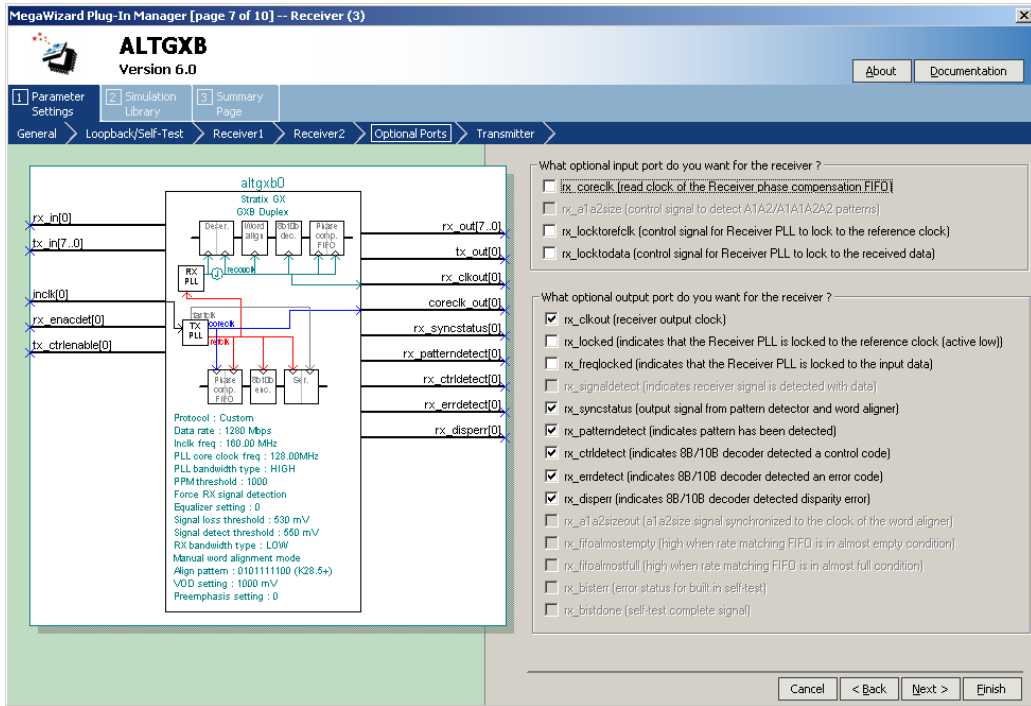 MegaWizard Plug-In Manager [page 7 of 10] -- Receiver (3)
ALTGXB
Version 6.0
About
Documentation
1 Parameter Settings
2 Simulation Library
3 Summary Page
General
Loopback/Self-Test
Receiver1
Receiver2
Optional Ports
Transmitter
altgxb0
Stratix GX
GXB Duplex
rx_in[0]
tx_in[7..0]
inclk[0]
rx_enacdet[0]
tx_ctrlenable[0]
Deser.
Word align
8b10b dec.
Phase comp. FIFO
RX PLL
TX PLL
coreclk
refclk
Phase comp. FIFO
8b10b enc.
Ser.
rx_out[7..0]
tx_out[0]
rx_clkout[0]
coreclk_out[0]
rx_syncstatus[0]
rx_patterndetect[0]
rx_ctrldetect[0]
rx_errdetect[0]
rx_disperr[0]
Protocol : Custom
Data rate : 1280 Mbps
Inclk freq : 160.00 MHz
PLL core clock freq : 128.00MHz
PLL bandwidth type : HIGH
PPM threshold : 1000
Force RX signal detection
Equalizer setting : 0
Signal loss threshold : 530 mV
Signal detect threshold : 550 mV
RX bandwidth type : LOW
Manual word alignment mode
Align pattern : 0101111100 (K28.5+)
VOD setting : 1000 mV
Preemphasis setting : 0
What optional input port do you want for the receiver ?
rx_coreclk (read clock of the Receiver phase compensation FIFO)
rx_a1a2size (control signal to detect A1A2/A1A1A2A2 patterns)
rx_locktorefclk (control signal for Receiver PLL to lock to the reference clock)
rx_locktodata (control signal for Receiver PLL to lock to the received data)
What optional output port do you want for the receiver ?
rx_clkout (receiver output clock)
rx_locked (indicates that the Receiver PLL is locked to the reference clock (active low))
rx_freqlocked (indicates that the Receiver PLL is locked to the input data)
rx_signaldetect (indicates receiver signal is detected with data)
rx_syncstatus (output signal from pattern detector and word aligner)
rx_patterndetect (indicates pattern has been detected)
rx_ctrldetect (indicates 8B/10B decoder detected a control code)
rx_errdetect (indicates 8B/10B decoder detected an error code)
rx_disperr (indicates 8B/10B decoder detected disparity error)
rx_a1a2sizeout (a1a2size signal synchronized to the clock of the word aligner)
rx_fifoalmostempty (high when rate matching FIFO is in almost empty condition)
rx_fifoalmostfull (high when rate matching FIFO is in almost full condition)
rx_bisterr (error status for built in self-test)
rx_bistdone (self-test complete signal)
Cancel
< Back
Next >
Finish